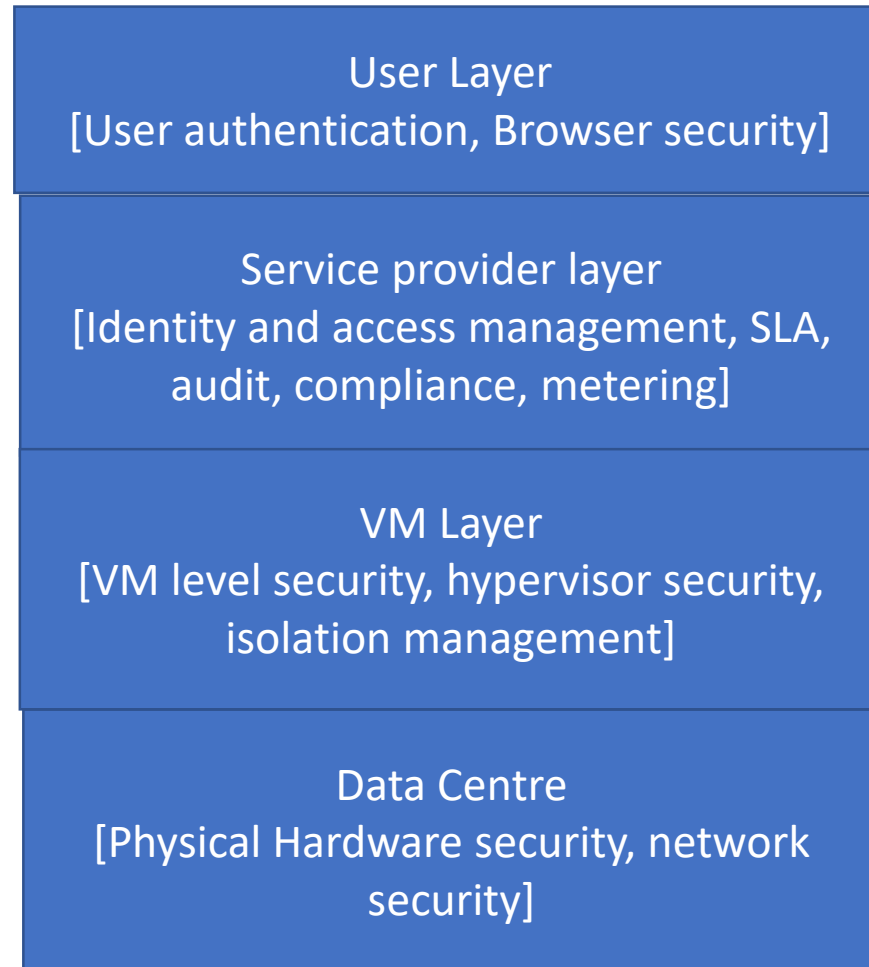 User Layer
[User authentication, Browser security]
Service provider layer
[Identity and access management, SLA,
audit, compliance, metering]
VM Layer
[VM level security, hypervisor security,
isolation management]
Data Centre
[Physical Hardware security, network
security]